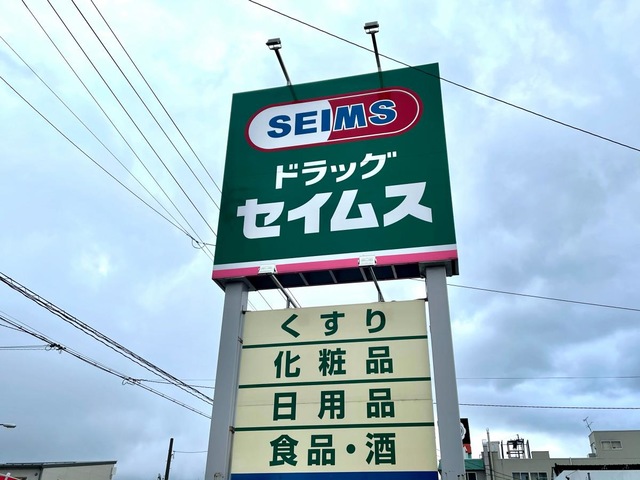 SEIMS
ドラッグ
セイムス
くすり
化粧品
日用品
食品・酒